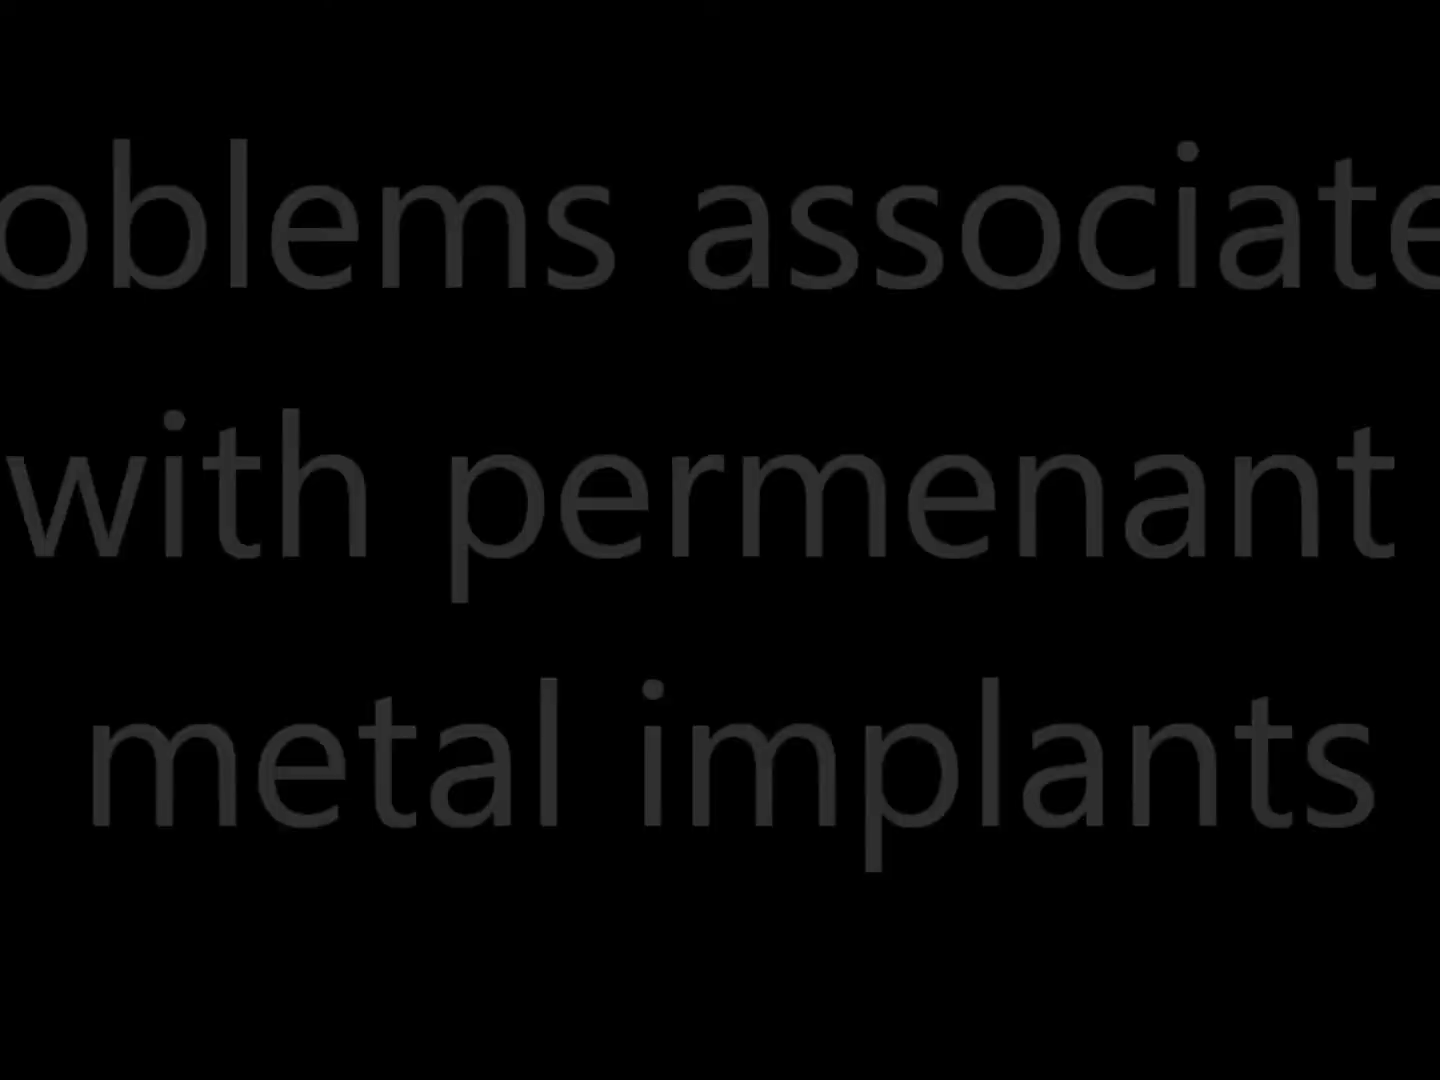 oblems associate
with permenant
metal implants